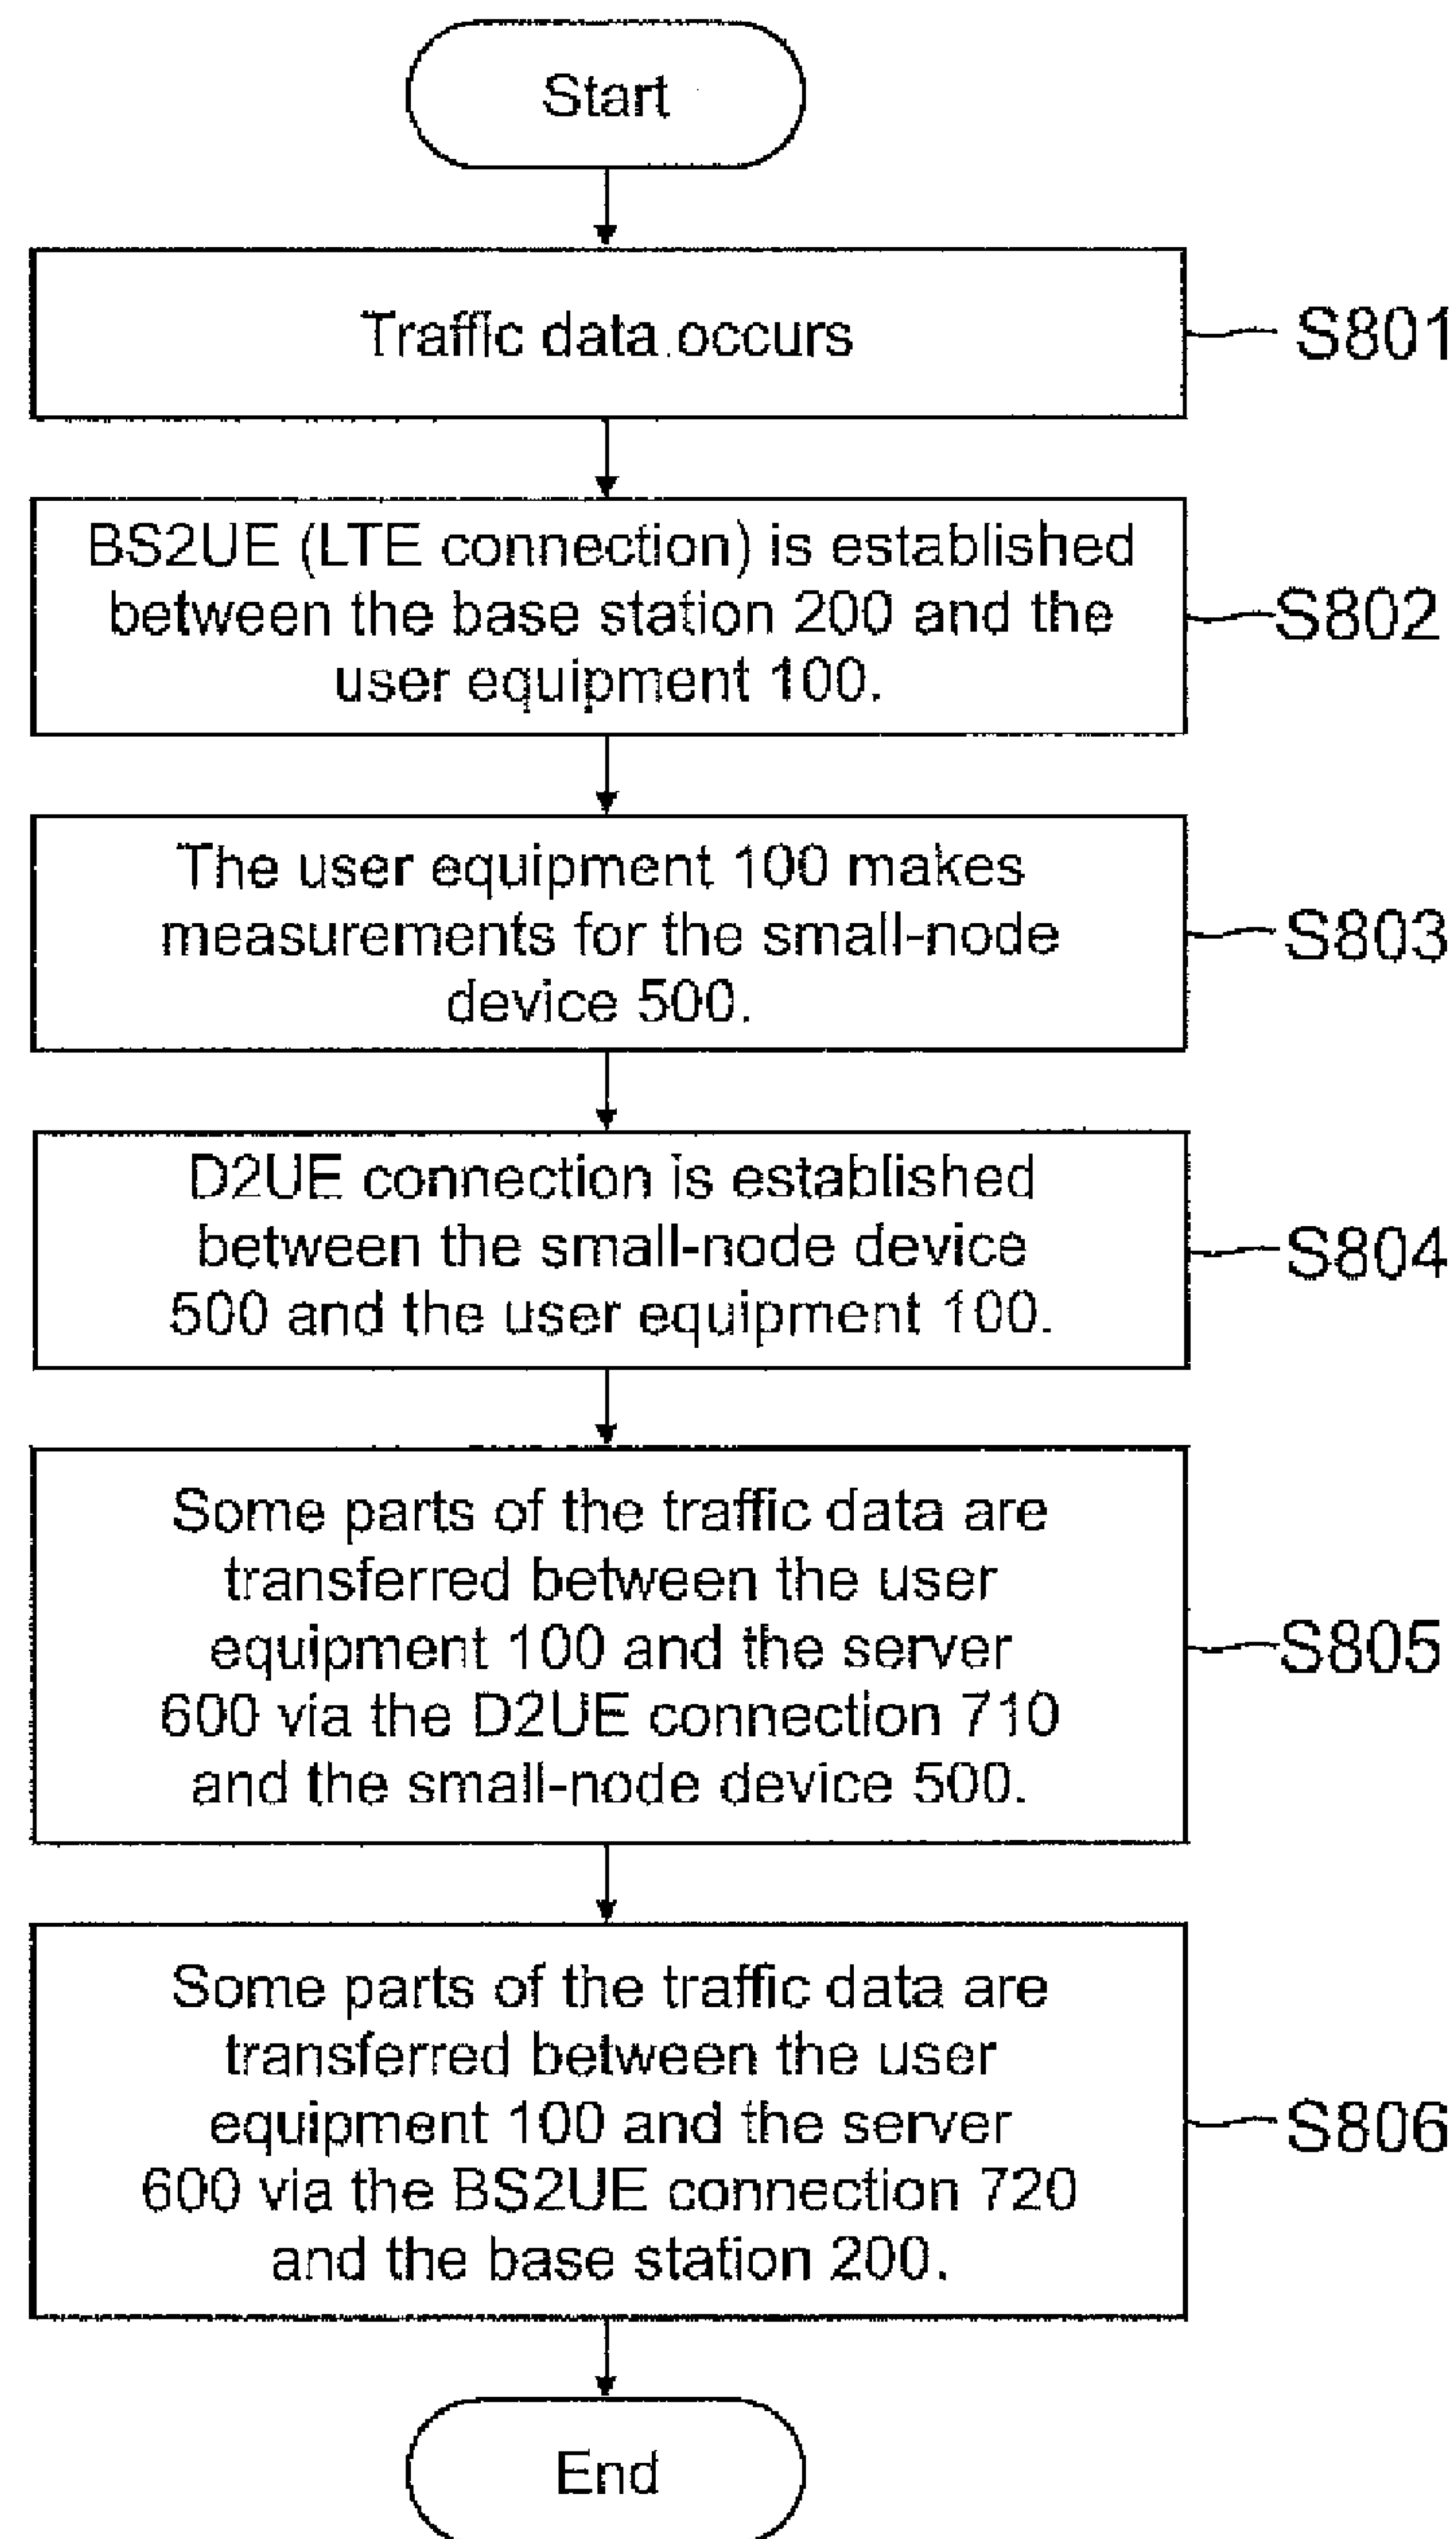 Start
Traffic data occurs
S801
BS2UE (LTE connection) is established
between the base station 200 and the
user equipment 100.
S802
The user equipment 100 makes
measurements for the small-node
device 500.
S803
D2UE connection is established
between the small-node device
500 and the user equipment 100.
S804
Some parts of the traffic data are
transferred between the user
equipment 100 and the server
600 via the D2UE connection 710
and the small-node device 500.
S805
Some parts of the traffic data are
transferred between the user
equipment 100 and the server
600 via the BS2UE connection 720
and the base station 200.
S806
End